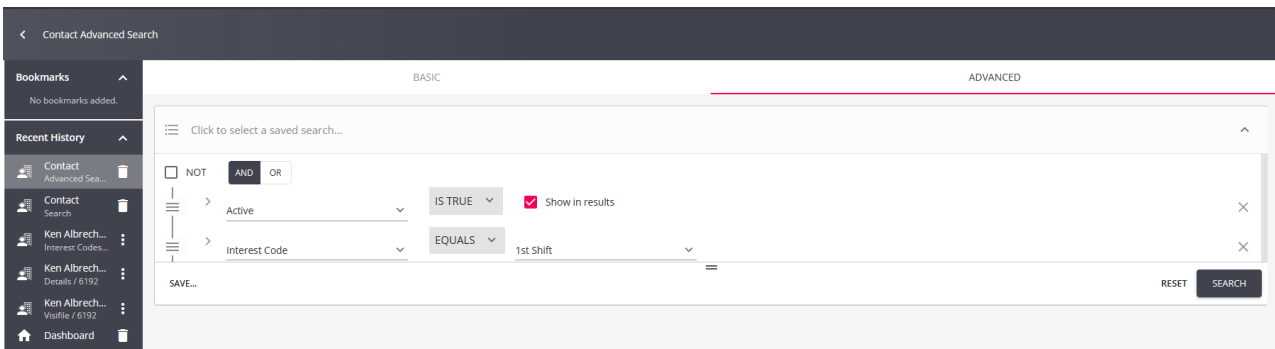 Contact Advanced Search
Bookmarks
No bookmarks added.
Recent History
Contact
Advanced Sea...
Contact
Search
Ken Albrech...
Interest Codes...
Ken Albrech...
Details / 6192
Ken Albrech...
Visifile / 6192
Dashboard
BASIC
ADVANCED
Click to select a saved search...
NOT AND OR
Active IS TRUE Show in results
Interest Code EQUALS 1st Shift
SAVE... RESET SEARCH